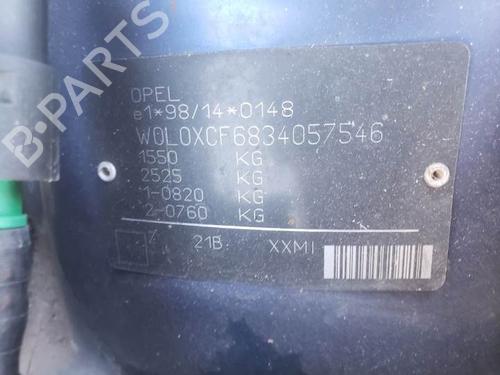 OPEL
e1*98/14*0148
W0L0XCF6834057546
1550 KG
2525 KG
1-0820 KG
2-0760 KG
Z 21B XXMI
B-PARTS